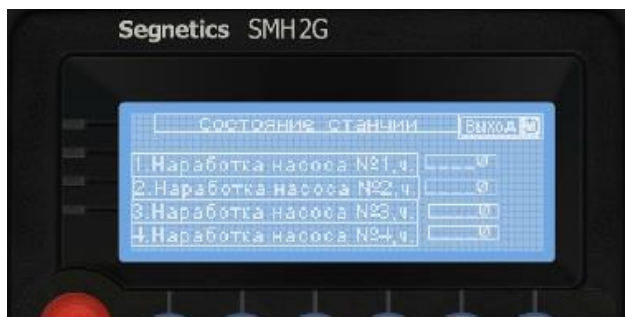 Segnetics SMH2G
Состояние станции Выход
1.Наработка насоса №1,ч. 0
2.Наработка насоса №2,ч. 0
3.Наработка насоса №3,ч. 0
4.Наработка насоса №4,ч. 0